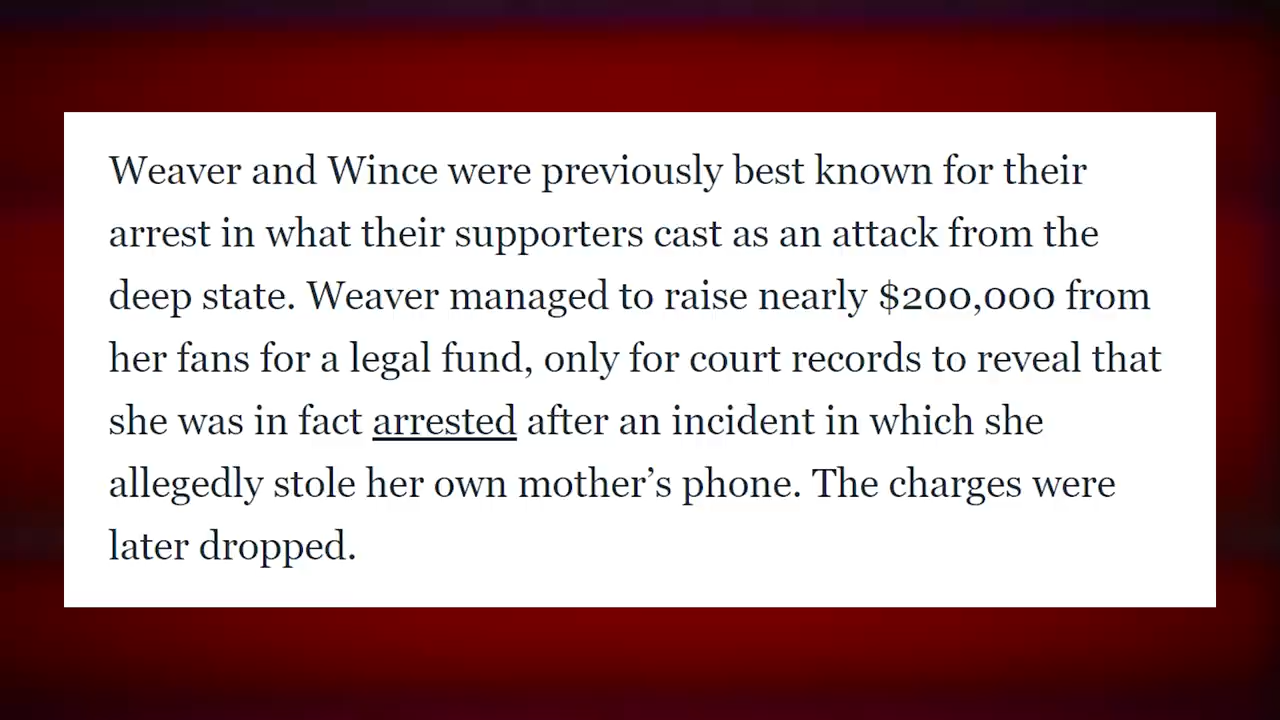 Weaver and Wince were previously best known for their
arrest in what their supporters cast as an attack from the
deep state. Weaver managed to raise nearly $200,000 from
her fans for a legal fund, only for court records to reveal that
she was in fact arrested after an incident in which she
allegedly stole her own mother’s phone. The charges were
later dropped.